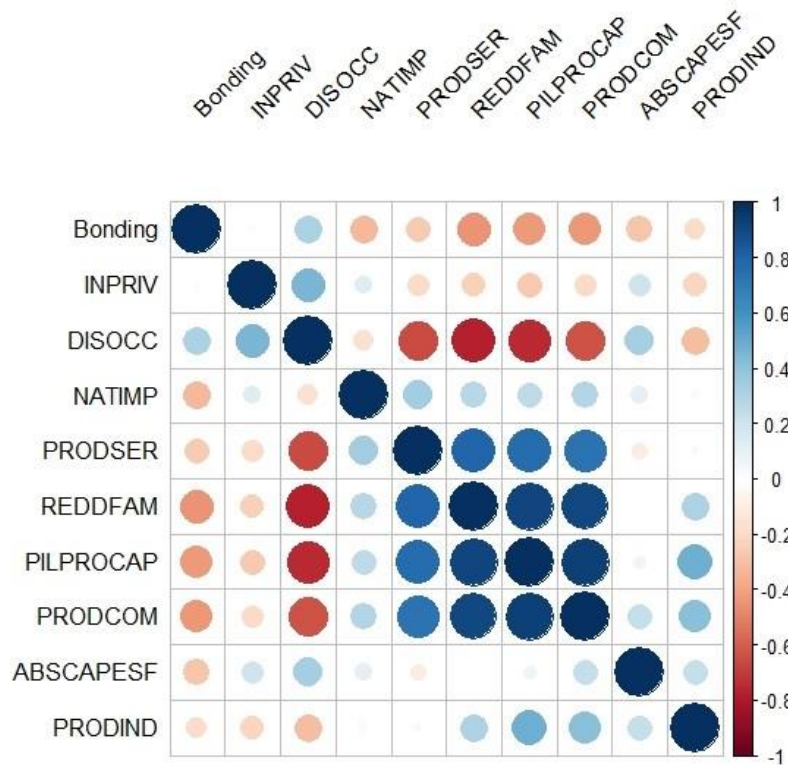 Bonding
INPRIV
DISOCC
NATIMP
PRODSER
REDDFAM
PILPROCAP
PRODCOM
ABSCAPESF
PRODIND
Bonding
INPRIV
DISOCC
NATIMP
PRODSER
REDDFAM
PILPROCAP
PRODCOM
ABSCAPESF
PRODIND
1
0.8
0.6
0.4
0.2
0
-0.2
-0.4
-0.6
-0.8
-1